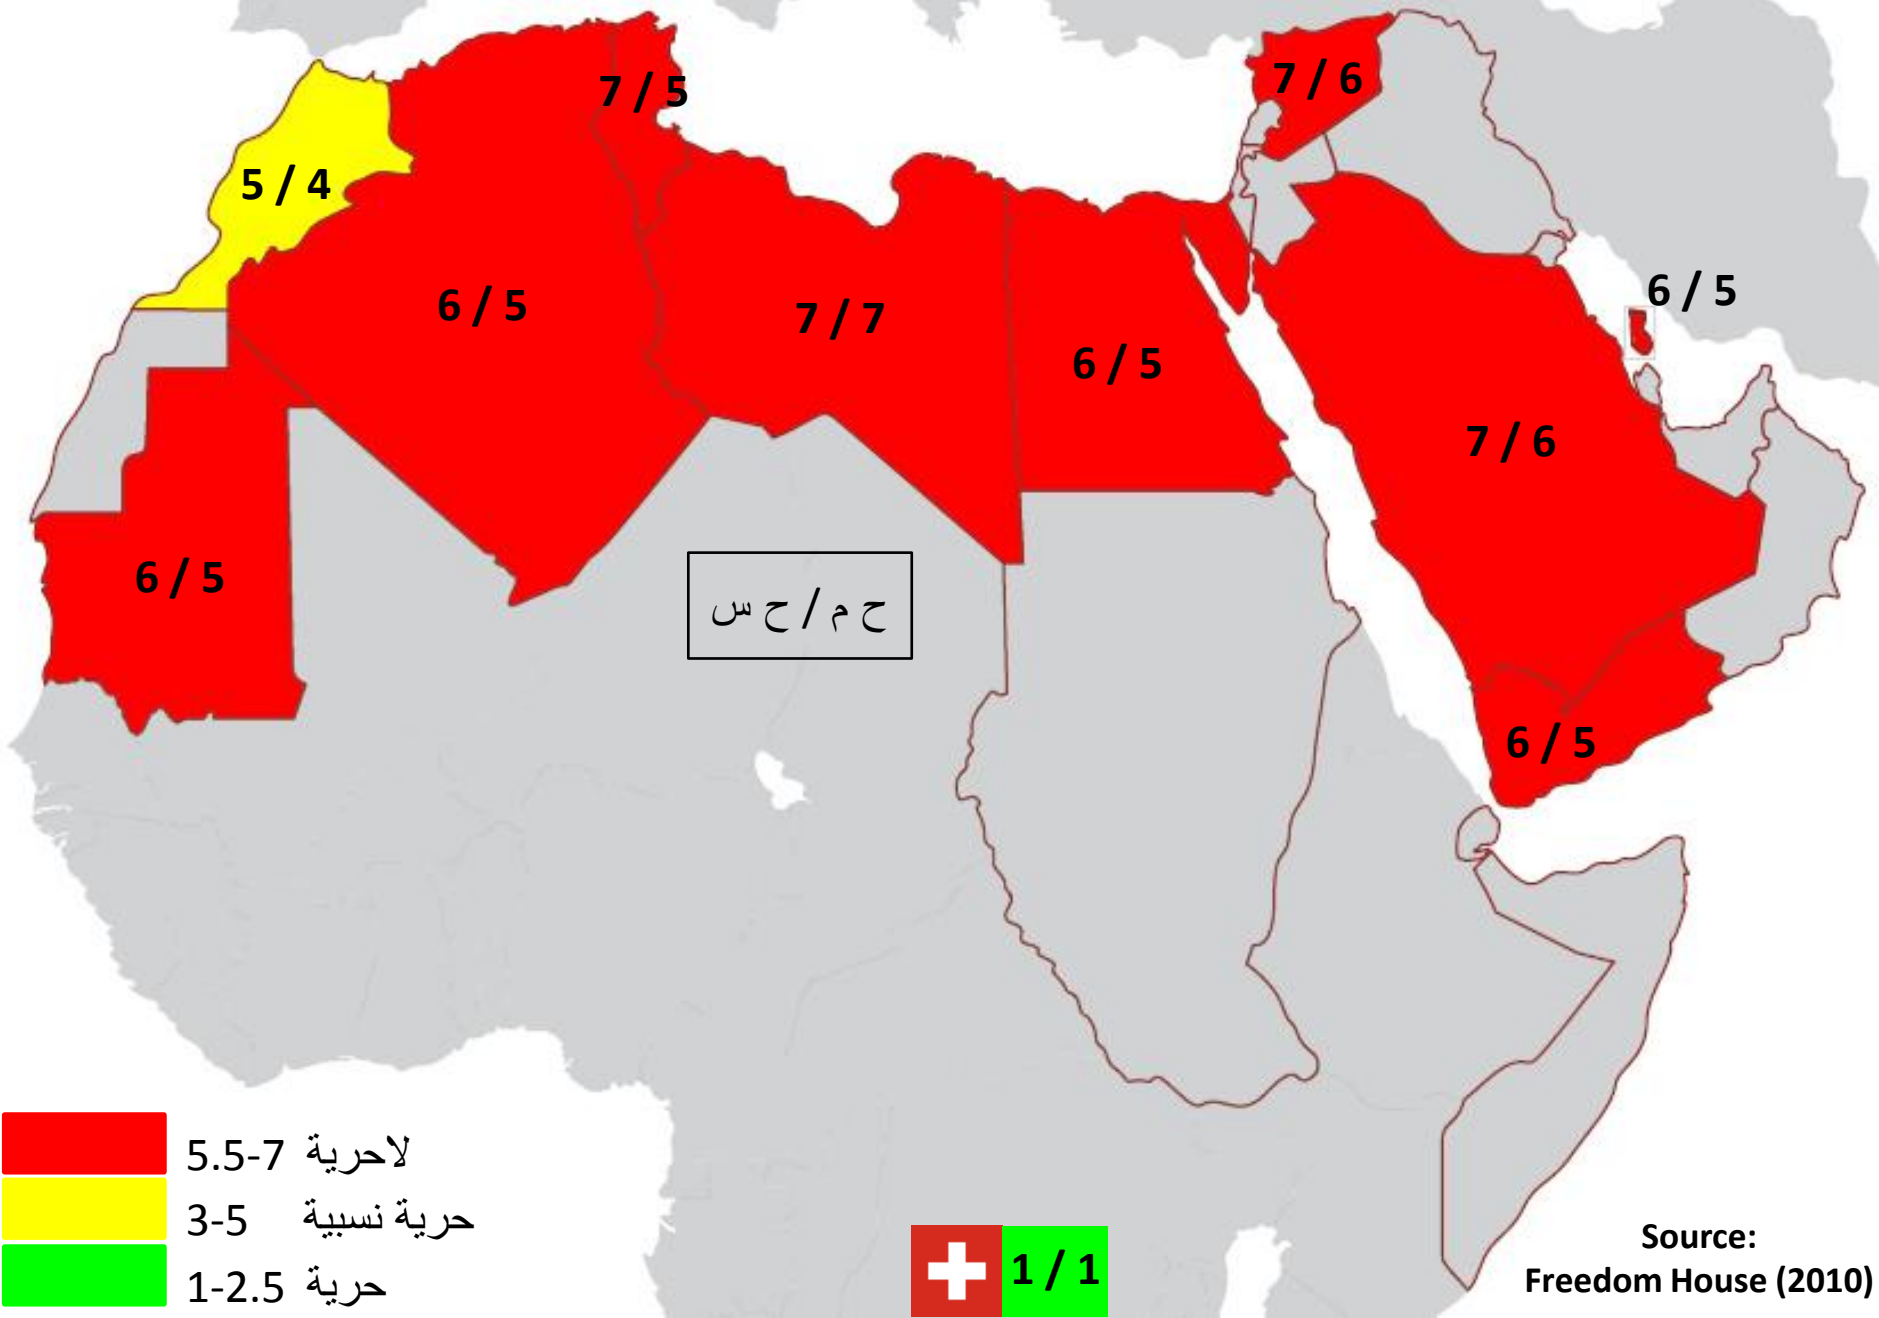 7 / 5
7 / 6
5 / 4
6 / 5
6 / 5
7 / 7
6 / 5
7 / 6
6 / 5
ح م / ح س
6 / 5
لاحرية 5.5-7
حرية نسبية 3-5
حرية 1-2.5
1 / 1
Source:
Freedom House (2010)